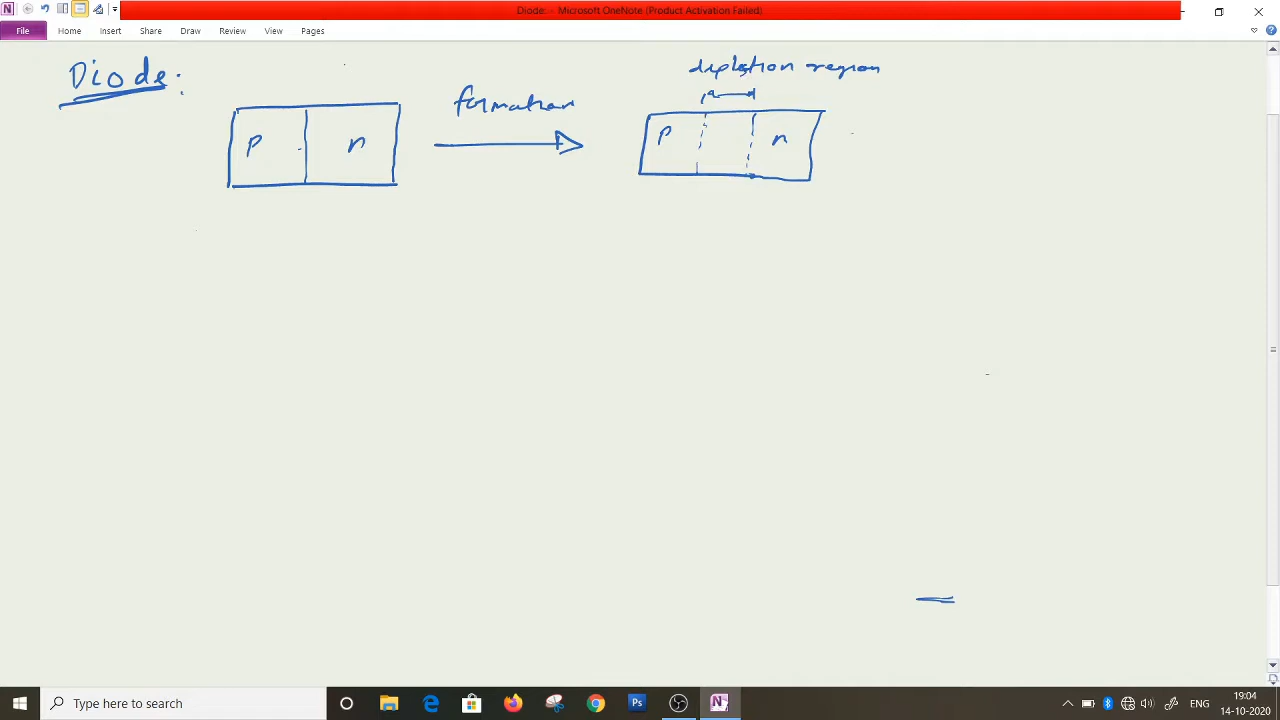 Diode - Microsoft OneNote (Product Activation Failed)
File Home Insert Share Draw Review View Pages
depletion region
Diode:
formation
P n
P n
Type here to search
Ps
N
ENG
19:04
14-10-2020